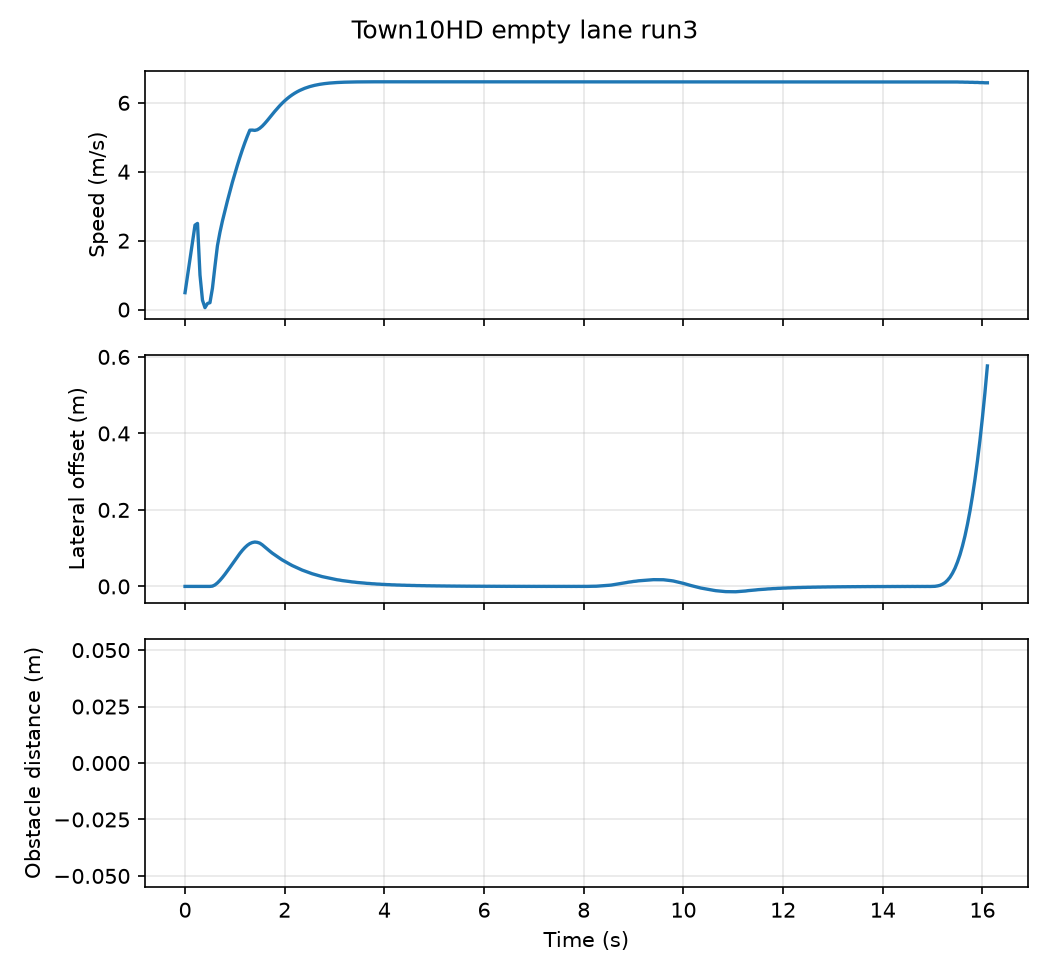 Town10HD empty lane run3
Speed (m/s)
6
4
2
0
Lateral offset (m)
0.6
0.4
0.2
0.0
Obstacle distance (m)
0.050
0.025
0.000
−0.025
−0.050
0 2 4 6 8 10 12 14 16
Time (s)